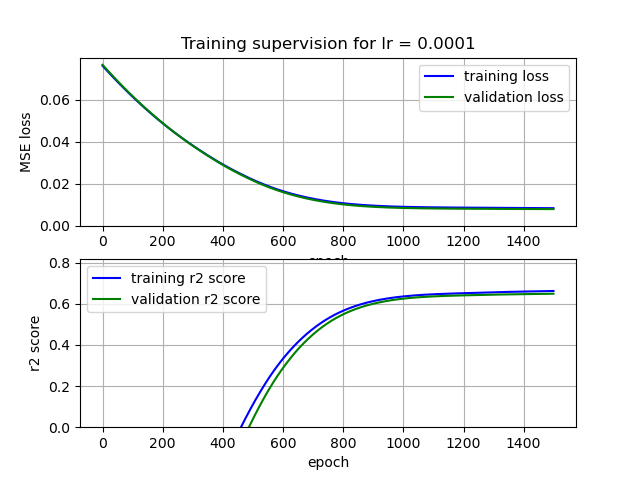 Training supervision for lr = 0.0001
MSE loss
0.06
0.04
0.02
0.00
training loss
validation loss
0 200 400 600 800 1000 1200 1400
epoch
r2 score
0.8
0.6
0.4
0.2
0.0
training r2 score
validation r2 score
0 200 400 600 800 1000 1200 1400
epoch